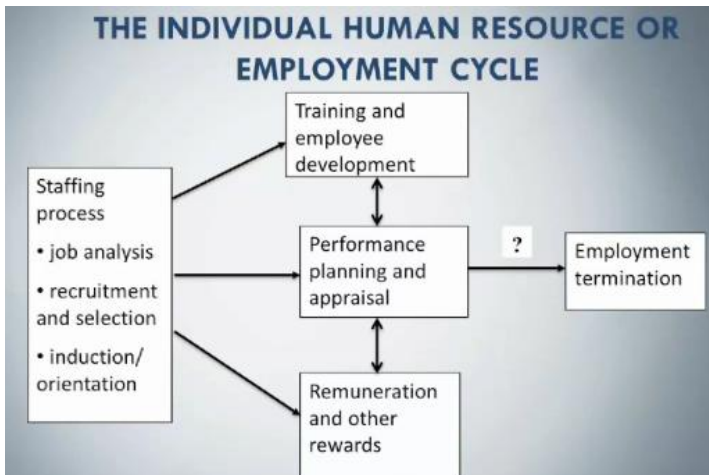 THE INDIVIDUAL HUMAN RESOURCE OR
EMPLOYMENT CYCLE
Training and
employee
development
Staffing
process
• job analysis
• recruitment
and selection
• induction/
orientation
Performance
planning and
appraisal
?
Employment
termination
Remuneration
and other
rewards